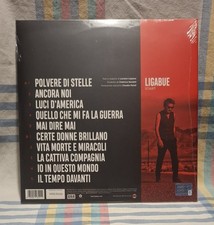 POLVERE DI STELLE
ANCORA NOI
LUCI D'AMERICA
QUELLO CHE MI FA LA GUERRA
MAI DIRE MAI
CERTE DONNE BRILLANO
VITA MORTE E MIRACOLI
LA CATTIVA COMPAGNIA
IO IN QUESTO MONDO
IL TEMPO DAVANTI
LIGABUE
START